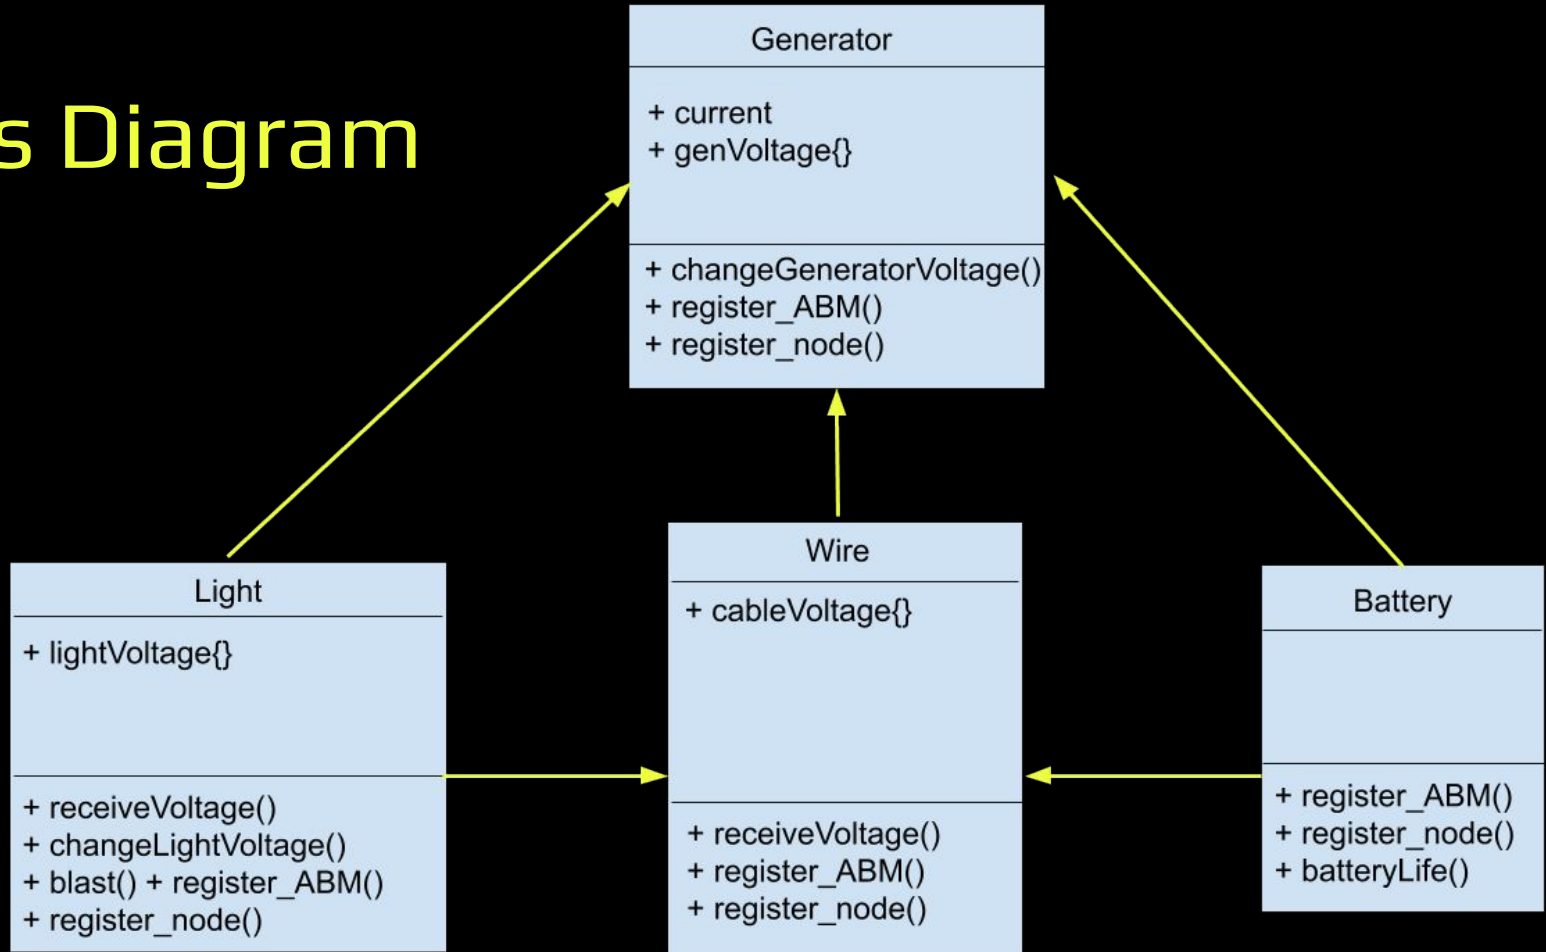 s Diagram
Generator
+ current
+ genVoltage{}
+ changeGeneratorVoltage()
+ register_ABM()
+ register_node()
Light
+ lightVoltage{}
+ receiveVoltage()
+ changeLightVoltage()
+ blast() + register_ABM()
+ register_node()
Wire
+ cableVoltage{}
+ receiveVoltage()
+ register_ABM()
+ register_node()
Battery
+ register_ABM()
+ register_node()
+ batteryLife()